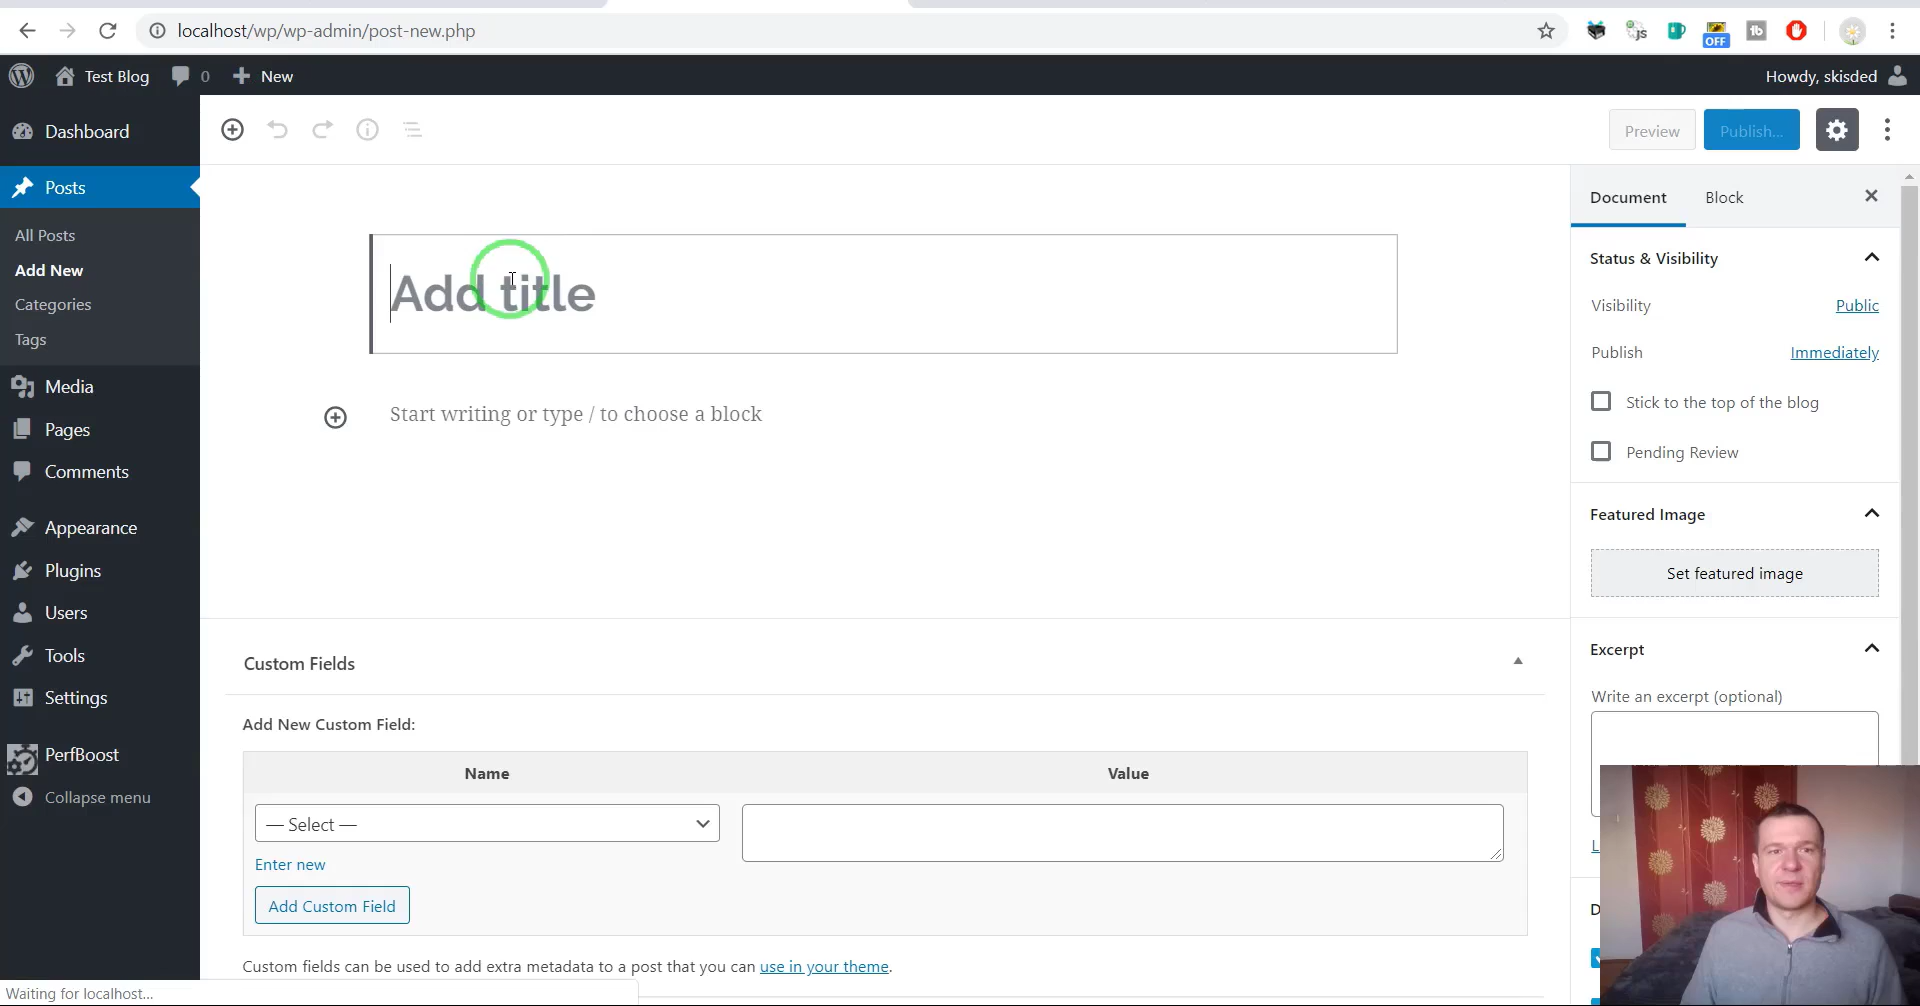 localhost/wp/wp-admin/post-new.php
JS
OFF
tb
Test Blog
0
New
Howdy, skisded
Dashboard
Posts
All Posts
Add New
Categories
Tags
Media
Pages
Comments
Appearance
Plugins
Users
Tools
Settings
PerfBoost
Collapse menu
Preview
Publish...
Add title
Start writing or type / to choose a block
Custom Fields
Add New Custom Field:
Name
Value
— Select —
Enter new
Add Custom Field
Custom fields can be used to add extra metadata to a post that you can use in your theme.
Document
Block
Status & Visibility
Visibility
Public
Publish
Immediately
Stick to the top of the blog
Pending Review
Featured Image
Set featured image
Excerpt
Write an excerpt (optional)
Waiting for localhost...